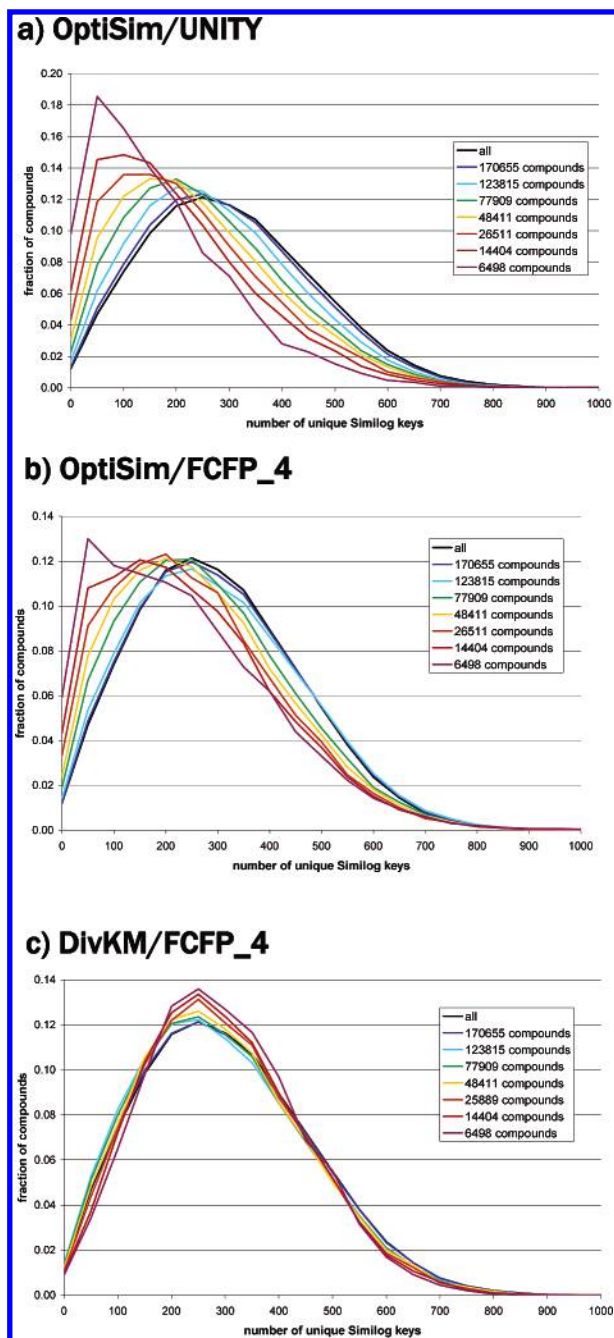 a) OptiSim/UNITY
fraction of compounds
0.20
0.18
0.16
0.14
0.12
0.10
0.08
0.06
0.04
0.02
0.00
all
170655 compounds
123815 compounds
77909 compounds
48411 compounds
26511 compounds
14404 compounds
6498 compounds
0 100 200 300 400 500 600 700 800 900 1000
number of unique Similog keys
b) OptiSim/FCFP_4
fraction of compounds
0.14
0.12
0.10
0.08
0.06
0.04
0.02
0.00
all
170655 compounds
123815 compounds
77909 compounds
48411 compounds
26511 compounds
14404 compounds
6498 compounds
0 100 200 300 400 500 600 700 800 900 1000
number of unique Similog keys
c) DivKM/FCFP_4
fraction of compounds
0.14
0.12
0.10
0.08
0.06
0.04
0.02
0.00
all
170655 compounds
123815 compounds
77909 compounds
48411 compounds
25889 compounds
14404 compounds
6498 compounds
0 100 200 300 400 500 600 700 800 900 1000
number of unique Similog keys